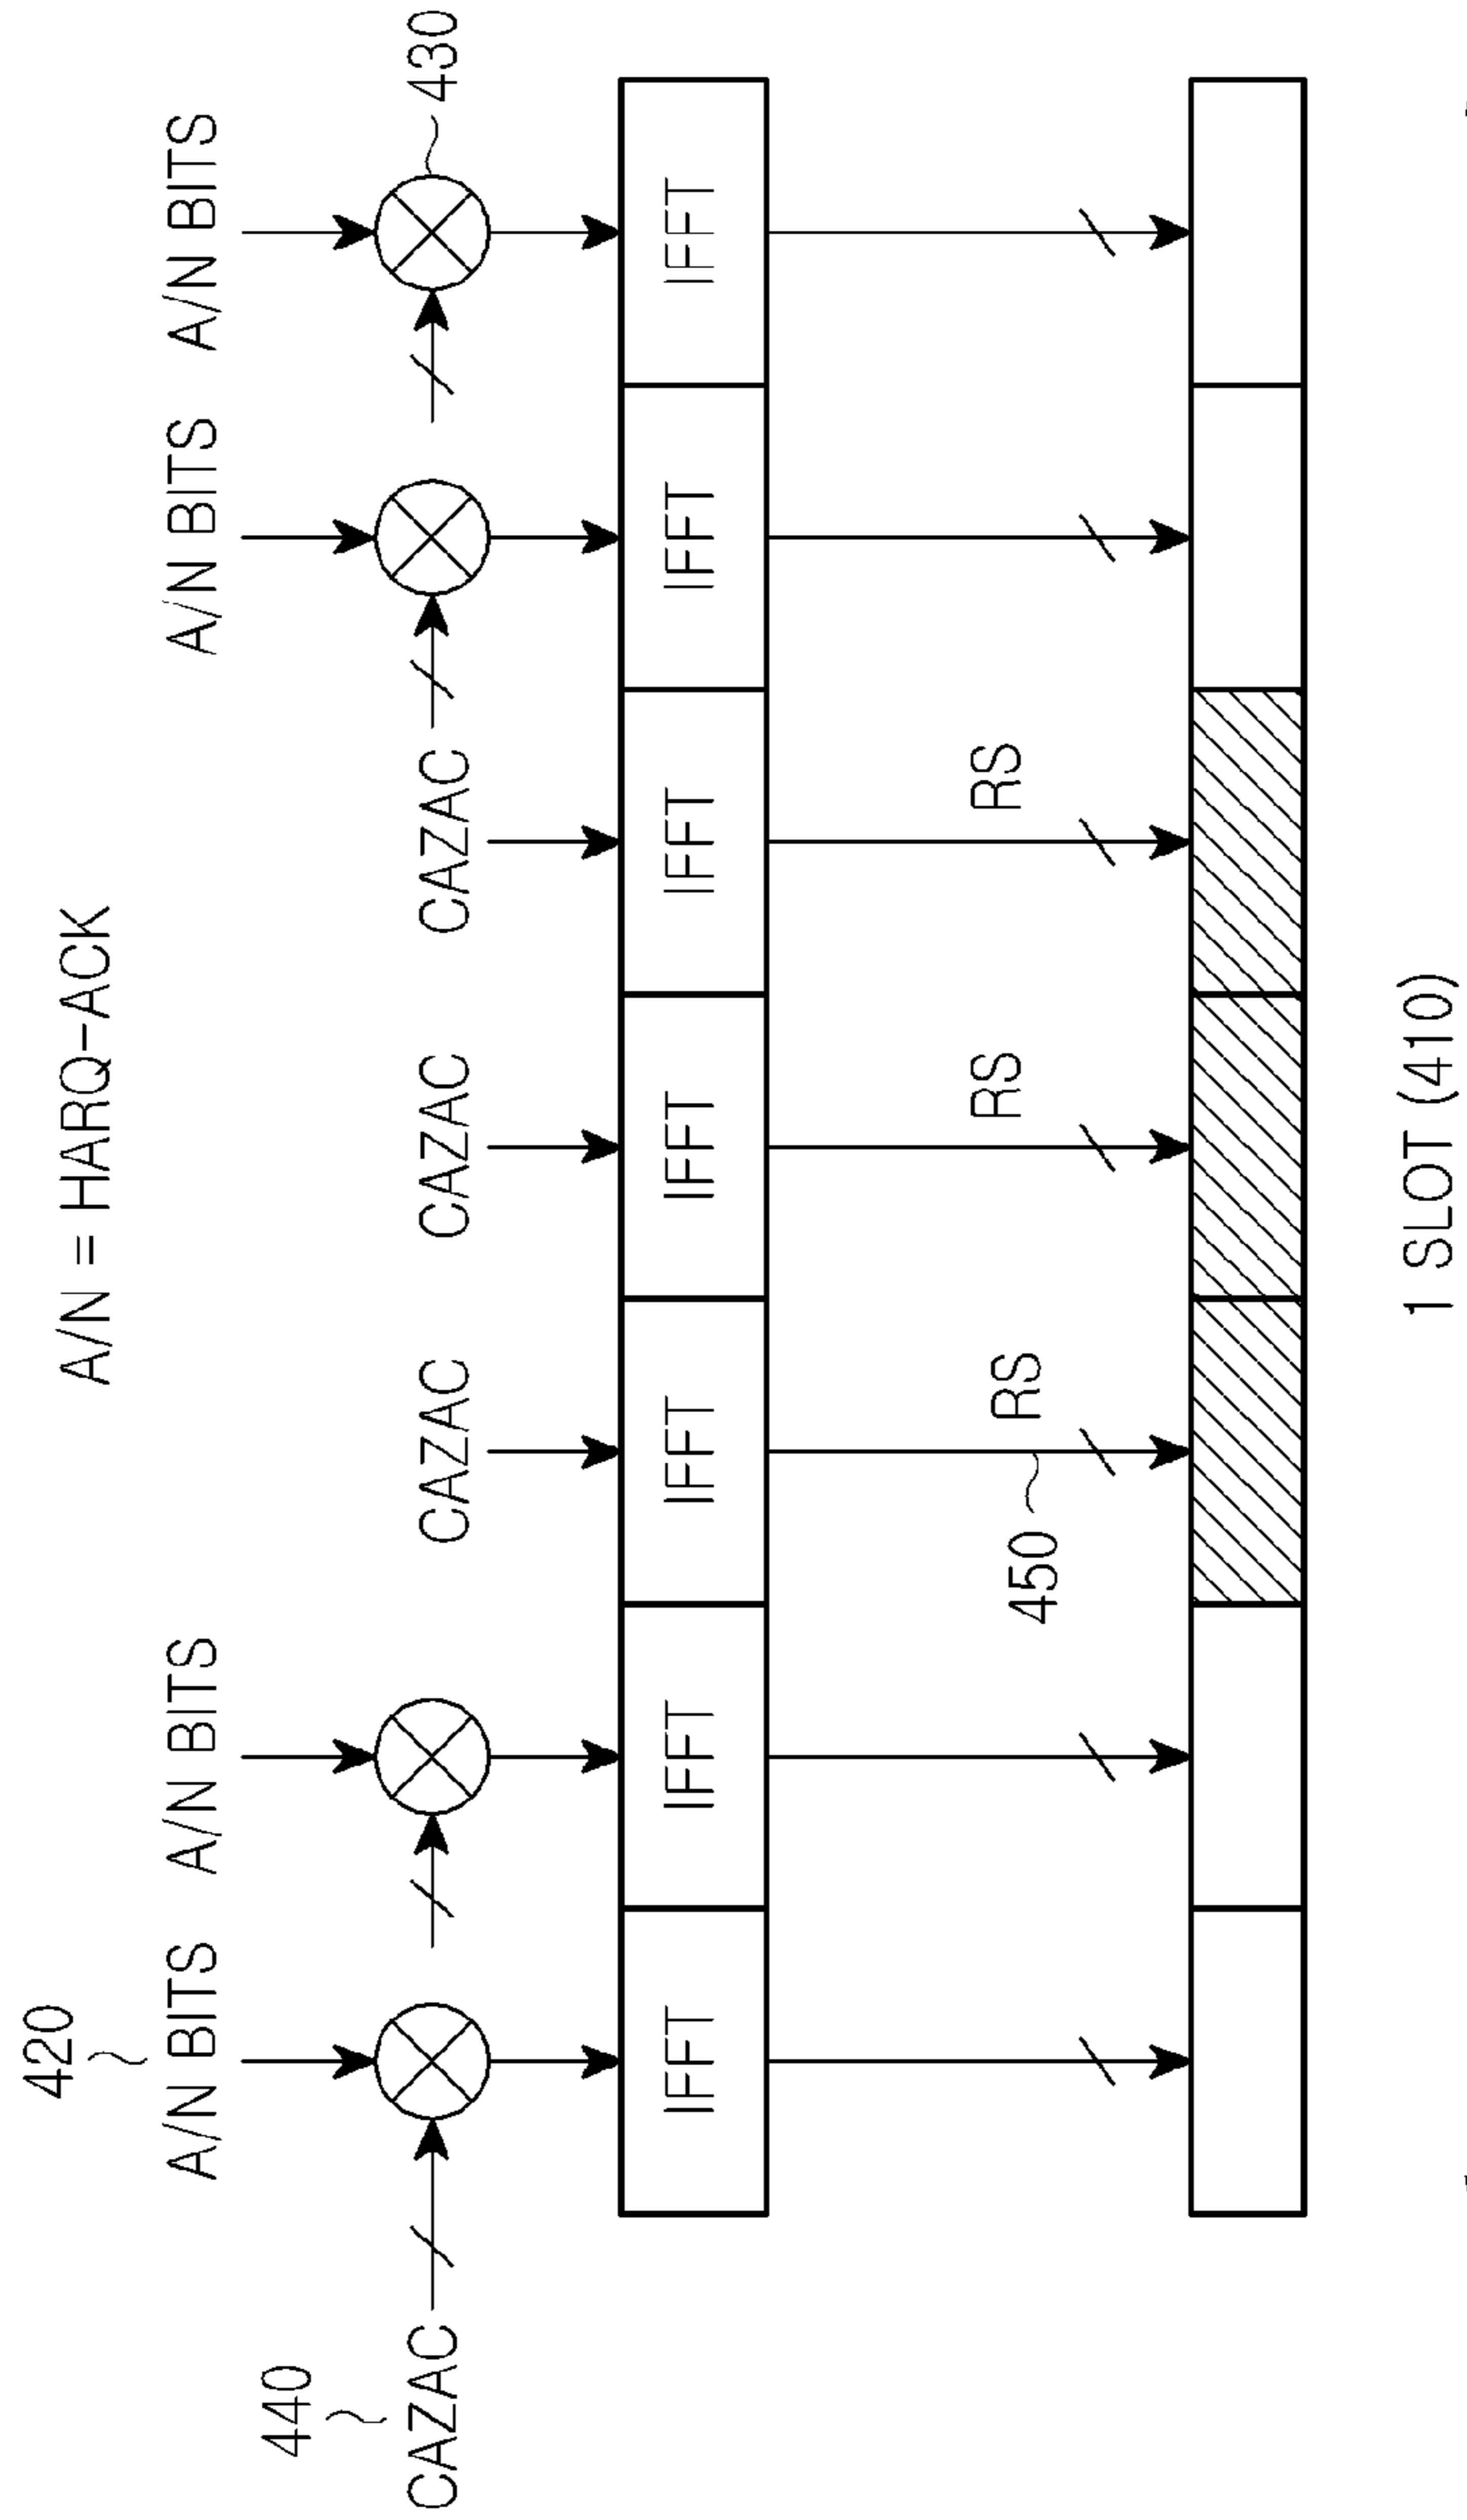 A/N = HARQ-ACK
420
A/N BITS A/N BITS A/N BITS A/N BITS
440
CAZAC CAZAC CAZAC CAZAC 430
IFFT IFFT IFFT IFFT IFFT IFFT IFFT
RS RS RS
450
1 SLOT (410)